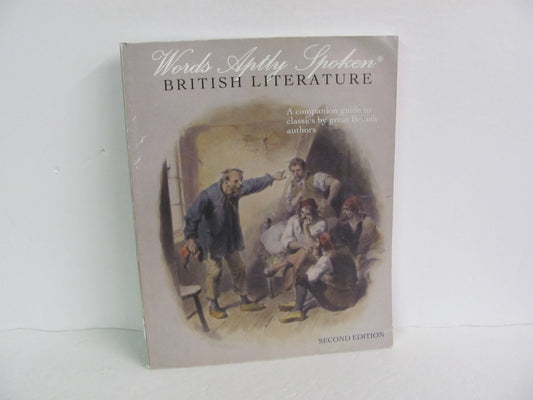 Words Aptly Spoken®
BRITISH LITERATURE
A companion guide to
classics by great British
authors
SECOND EDITION